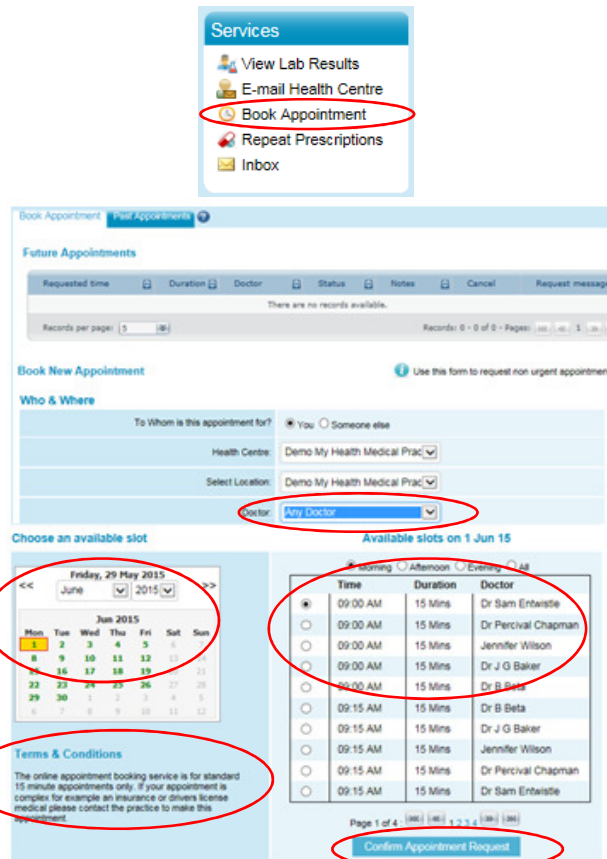 Services
View Lab Results
E-mail Health Centre
Book Appointment
Repeat Prescriptions
Inbox
Book Appointment Past Appointments ?
Future Appointments
Requested time Duration Doctor Status Notes Cancel Request message
There are no records available.
Records per page: 5 Records: 0 - 0 of 0 - Pages: 1
Book New Appointment
Use this form to request non urgent appointmen
Who & Where
To Whom is this appointment for? You Someone else
Health Centre: Demo My Health Medical Prac
Select Location: Demo My Health Medical Prac
Doctor: Any Doctor
Choose an available slot
Available slots on 1 Jun 15
Friday, 29 May 2015
<< June 2015 >>
Jun 2015
Mon Tue Wed Thu Fri Sat Sun
1 2 3 4 5 6 7
8 9 10 11 12 13 14
15 16 17 18 19 20 21
22 23 24 25 26 27 28
29 30 1 2 3 4 5
6 7 8 9 10 11 12
Terms & Conditions
The online appointment booking service is for standard
15 minute appointments only. If your appointment is
complex for example an insurance or drivers license
medical please contact the practice to make this
appointment.
Morning Afternoon Evening All
Time Duration Doctor
09:00 AM 15 Mins Dr Sam Entwistle
09:00 AM 15 Mins Dr Percival Chapman
09:00 AM 15 Mins Jennifer Wilson
09:00 AM 15 Mins Dr J G Baker
09:00 AM 15 Mins Dr B Beta
09:15 AM 15 Mins Dr B Beta
09:15 AM 15 Mins Dr J G Baker
09:15 AM 15 Mins Jennifer Wilson
09:15 AM 15 Mins Dr Percival Chapman
09:15 AM 15 Mins Dr Sam Entwistle
Page 1 of 4 : 1 2 3 4
Confirm Appointment Request